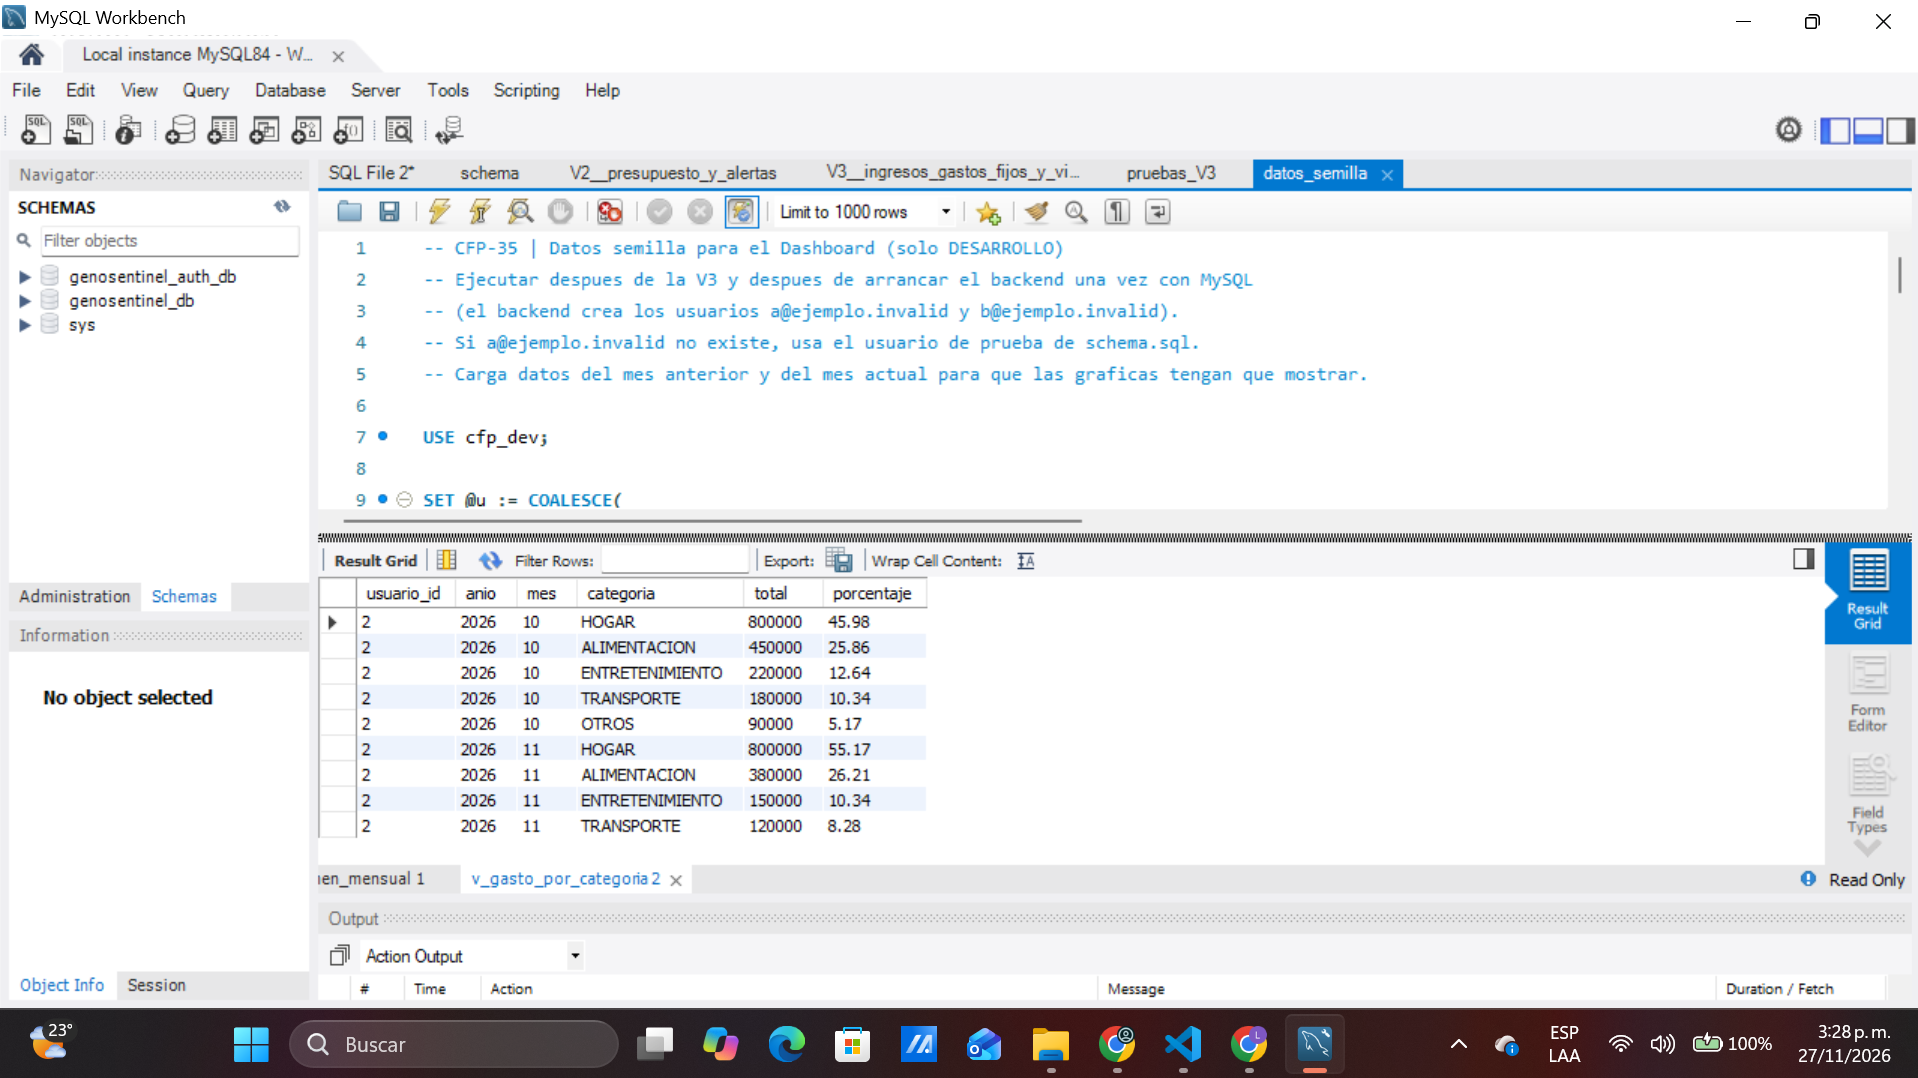 MySQL Workbench
Local instance MySQL84 - W...
File Edit View Query Database Server Tools Scripting Help
Navigator
SCHEMAS
Filter objects
genosentinel_auth_db
genosentinel_db
sys
Administration Schemas
Information
No object selected
Object Info Session
SQL File 2* schema V2__presupuesto_y_alertas V3__ingresos_gastos_fijos_y_vi... pruebas_V3 datos_semilla
Limit to 1000 rows
1 -- CFP-35 | Datos semilla para el Dashboard (solo DESARROLLO)
2 -- Ejecutar despues de la V3 y despues de arrancar el backend una vez con MySQL
3 -- (el backend crea los usuarios a@ejemplo.invalid y b@ejemplo.invalid).
4 -- Si a@ejemplo.invalid no existe, usa el usuario de prueba de schema.sql.
5 -- Carga datos del mes anterior y del mes actual para que las graficas tengan que mostrar.
6
7 USE cfp_dev;
8
9 SET @u := COALESCE(
Result Grid Filter Rows: Export: Wrap Cell Content:
usuario_id anio mes categoria total porcentaje
2 2026 10 HOGAR 800000 45.98
2 2026 10 ALIMENTACION 450000 25.86
2 2026 10 ENTRETENIMIENTO 220000 12.64
2 2026 10 TRANSPORTE 180000 10.34
2 2026 10 OTROS 90000 5.17
2 2026 11 HOGAR 800000 55.17
2 2026 11 ALIMENTACION 380000 26.21
2 2026 11 ENTRETENIMIENTO 150000 10.34
2 2026 11 TRANSPORTE 120000 8.28
Result
Grid
Form
Editor
Field
Types
en_mensual 1 v_gasto_por_categoria 2
Read Only
Output
Action Output
# Time Action Message Duration / Fetch
23°
Buscar
ESP
LAA
100%
3:28 p. m.
27/11/2026